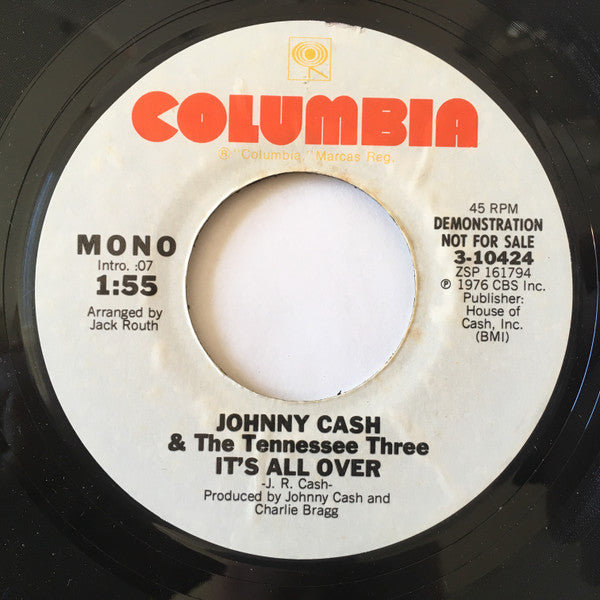 COLUMBIA
® "Columbia," Marcas Reg.
MONO
Intro. :07
1:55
Arranged by
Jack Routh
45 RPM
DEMONSTRATION
NOT FOR SALE
3-10424
ZSP 161794
℗ 1976 CBS Inc.
Publisher:
House of
Cash, Inc.
(BMI)
JOHNNY CASH
& The Tennessee Three
IT'S ALL OVER
-J. R. Cash-
Produced by Johnny Cash and
Charlie Bragg